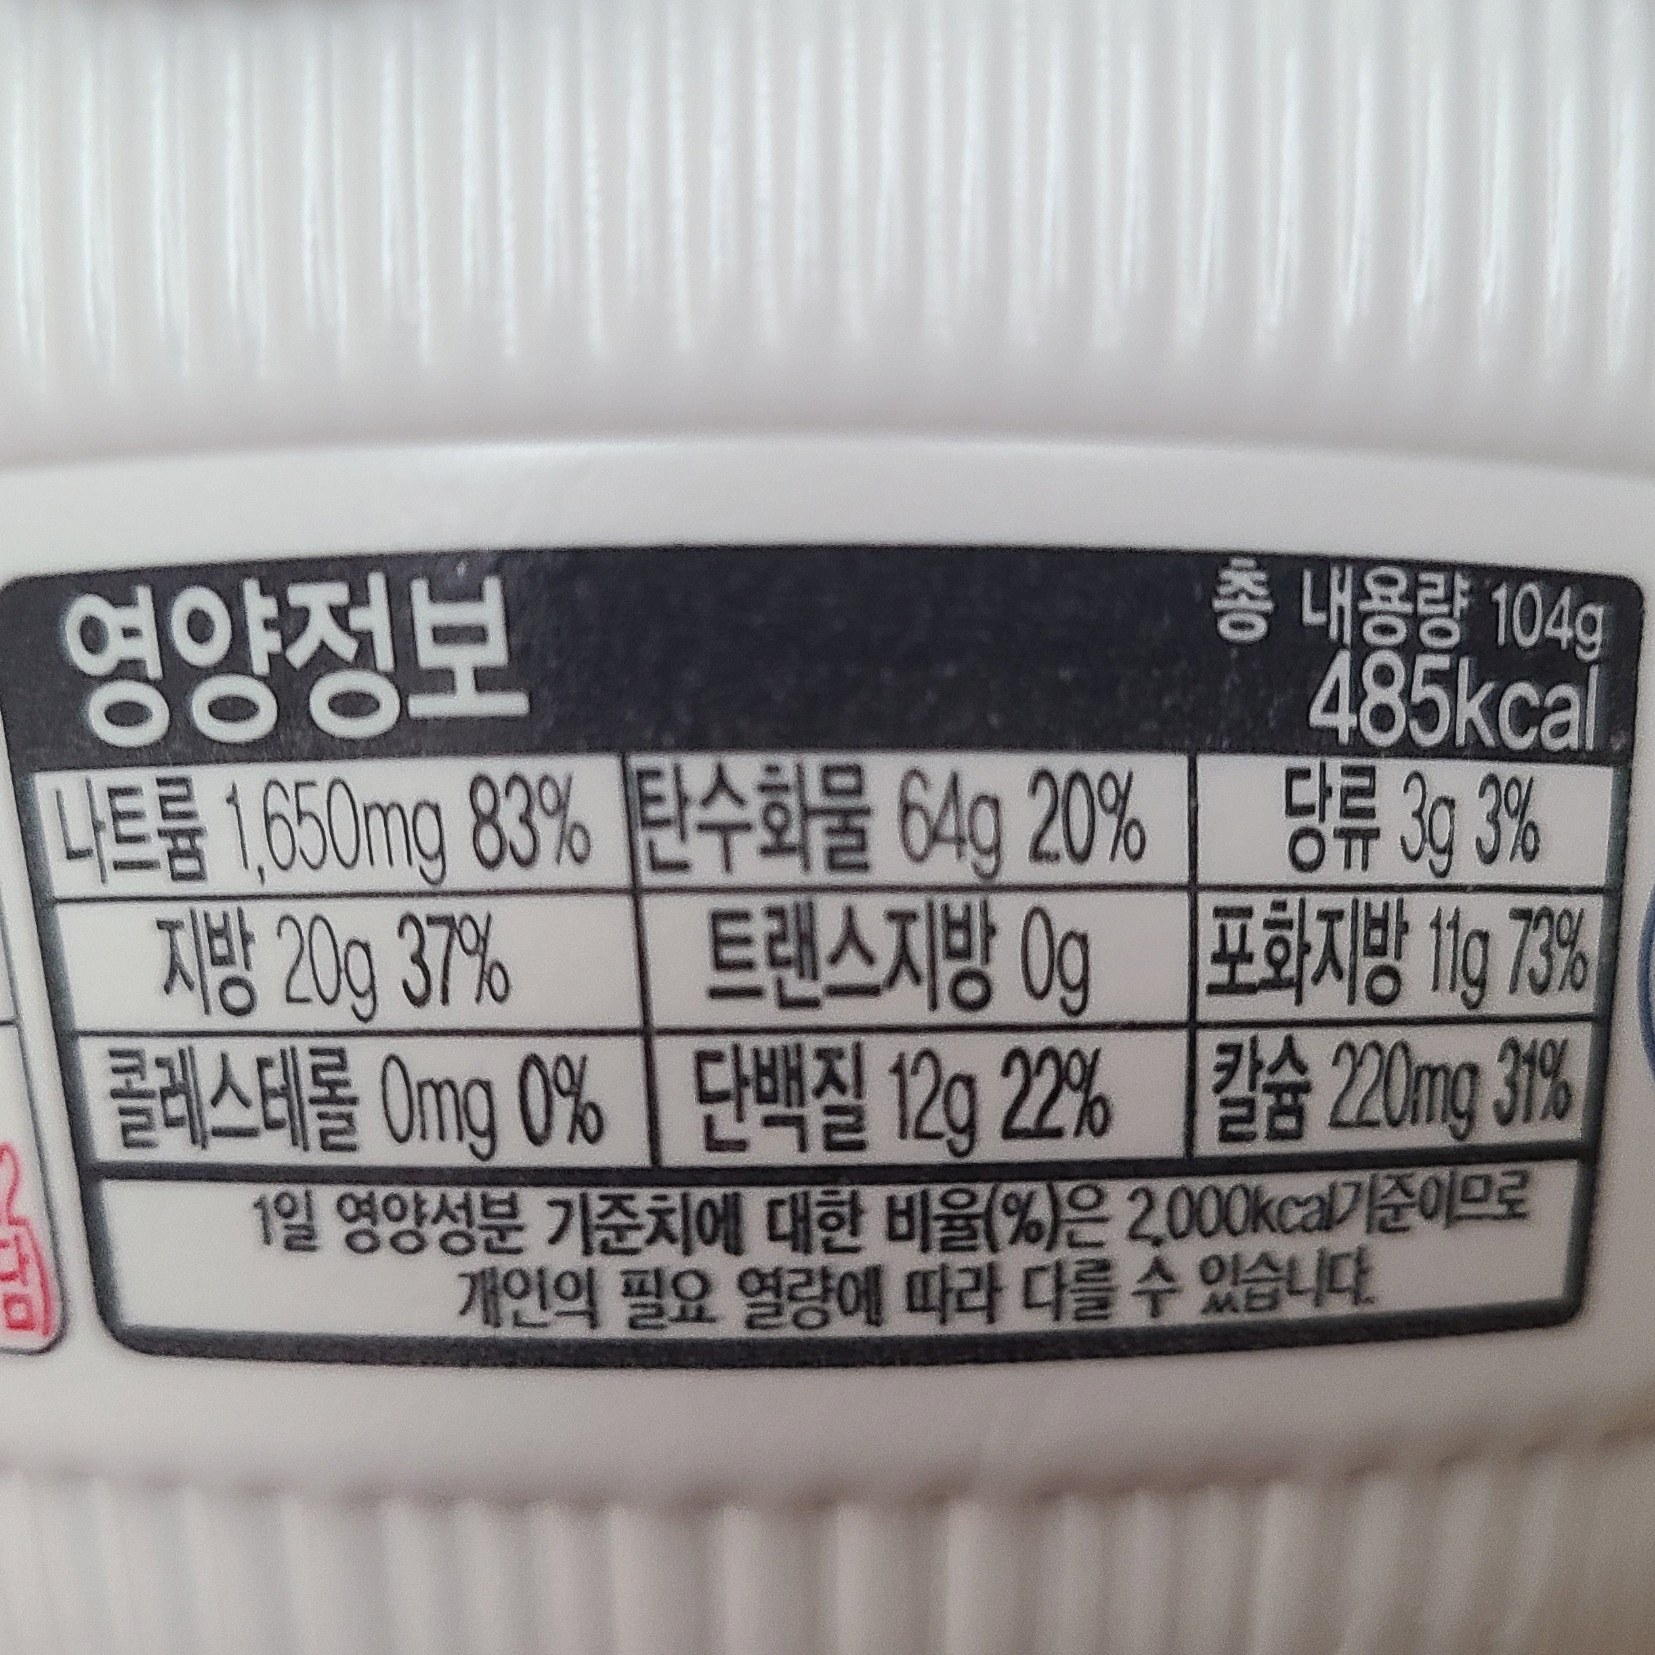 영양정보
총 내용량 104g
485kcal
나트륨 1,650mg 83% 탄수화물 64g 20% 당류 3g 3%
지방 20g 37% 트랜스지방 0g 포화지방 11g 73%
콜레스테롤 0mg 0% 단백질 12g 22% 칼슘 220mg 31%
1일 영양성분 기준치에 대한 비율(%)은 2,000kcal기준이므로
개인의 필요 열량에 따라 다를 수 있습니다.